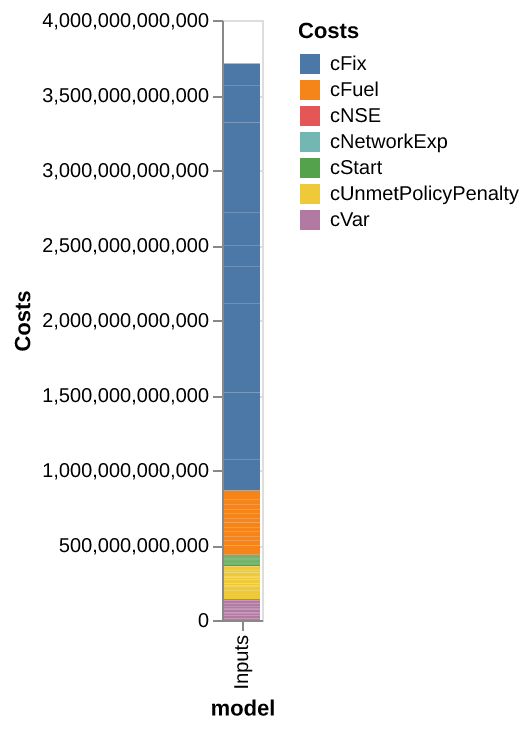 4,000,000,000,000
3,500,000,000,000
3,000,000,000,000
2,500,000,000,000
2,000,000,000,000
1,500,000,000,000
1,000,000,000,000
500,000,000,000
0
Costs
Inputs
model
Costs
cFix
cFuel
cNSE
cNetworkExp
cStart
cUnmetPolicyPenalty
cVar